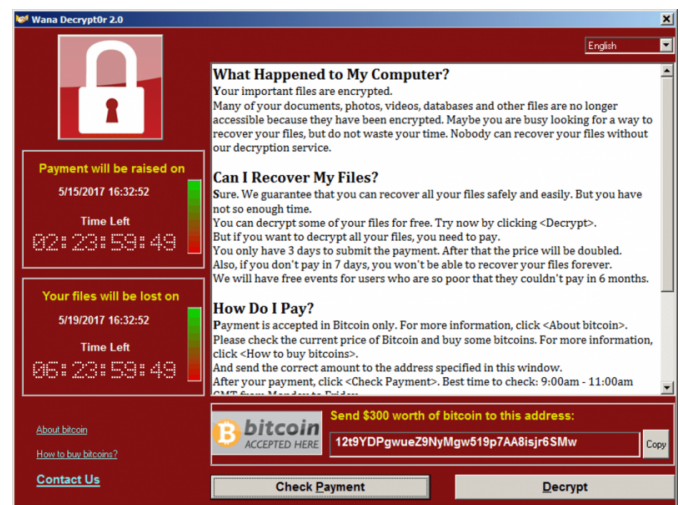 Wana Decrypt0r 2.0
English
What Happened to My Computer?
Your important files are encrypted.
Many of your documents, photos, videos, databases and other files are no longer
accessible because they have been encrypted. Maybe you are busy looking for a way to
recover your files, but do not waste your time. Nobody can recover your files without
our decryption service.
Can I Recover My Files?
Sure. We guarantee that you can recover all your files safely and easily. But you have
not so enough time.
You can decrypt some of your files for free. Try now by clicking <Decrypt>.
But if you want to decrypt all your files, you need to pay.
You only have 3 days to submit the payment. After that the price will be doubled.
Also, if you don't pay in 7 days, you won't be able to recover your files forever.
We will have free events for users who are so poor that they couldn't pay in 6 months.
How Do I Pay?
Payment is accepted in Bitcoin only. For more information, click <About bitcoin>.
Please check the current price of Bitcoin and buy some bitcoins. For more information,
click <How to buy bitcoins>.
And send the correct amount to the address specified in this window.
After your payment, click <Check Payment>. Best time to check: 9:00am - 11:00am
GMT from Monday to Friday.
Payment will be raised on
5/15/2017 16:32:52
Time Left
02:23:59:49
Your files will be lost on
5/19/2017 16:32:52
Time Left
06:23:59:49
About bitcoin
How to buy bitcoins?
Contact Us
bitcoin
ACCEPTED HERE
Send $300 worth of bitcoin to this address:
12t9YDPgwueZ9NyMgw519p7AA8isjr6SMw
Copy
Check Payment
Decrypt